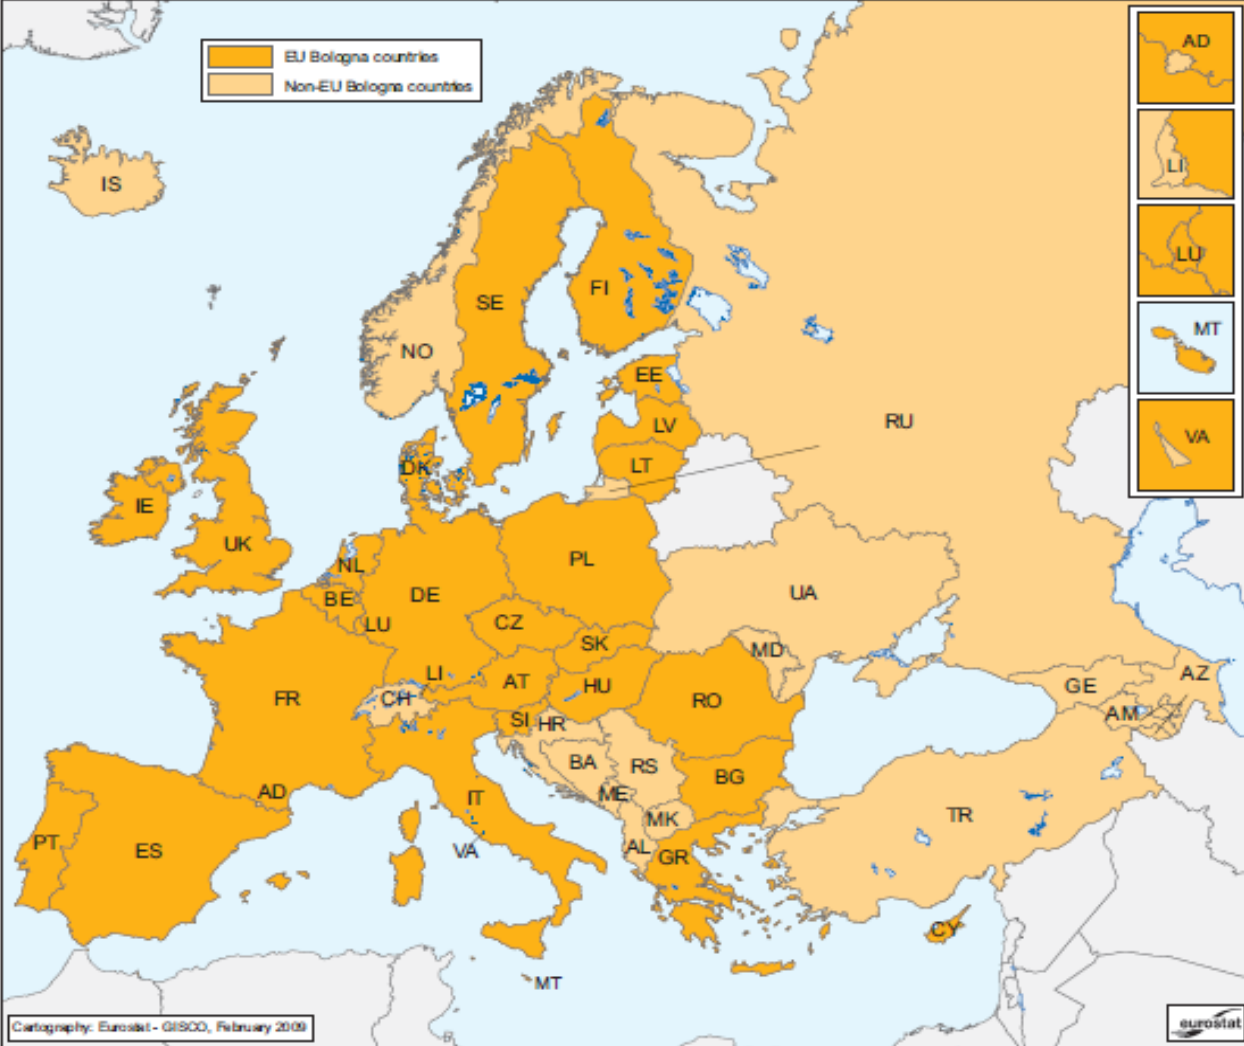 EU Bologna countries
Non-EU Bologna countries
AD
LI
LU
MT
VA
IS
SE
FI
NO
EE
LV
LT
RU
DK
IE
UK
NL
BE
LU
DE
PL
CZ
SK
UA
MD
LI
CH
AT
HU
RO
FR
SI
HR
BA
RS
ME
MK
AL
BG
GE
AZ
AM
AD
IT
VA
PT
ES
GR
TR
CY
MT
Cartography: Eurostat - GISCO, February 2009
eurostat